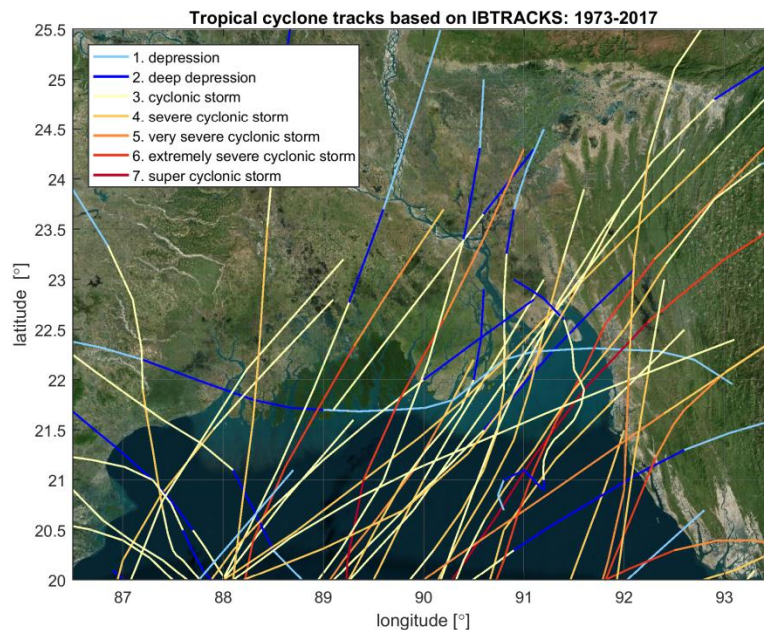 Tropical cyclone tracks based on IBTRACKS: 1973-2017
25.5
25
24.5
24
23.5
23
22.5
22
21.5
21
20.5
20
latitude [°]
1. depression
2. deep depression
3. cyclonic storm
4. severe cyclonic storm
5. very severe cyclonic storm
6. extremely severe cyclonic storm
7. super cyclonic storm
87 88 89 90 91 92 93
longitude [°]